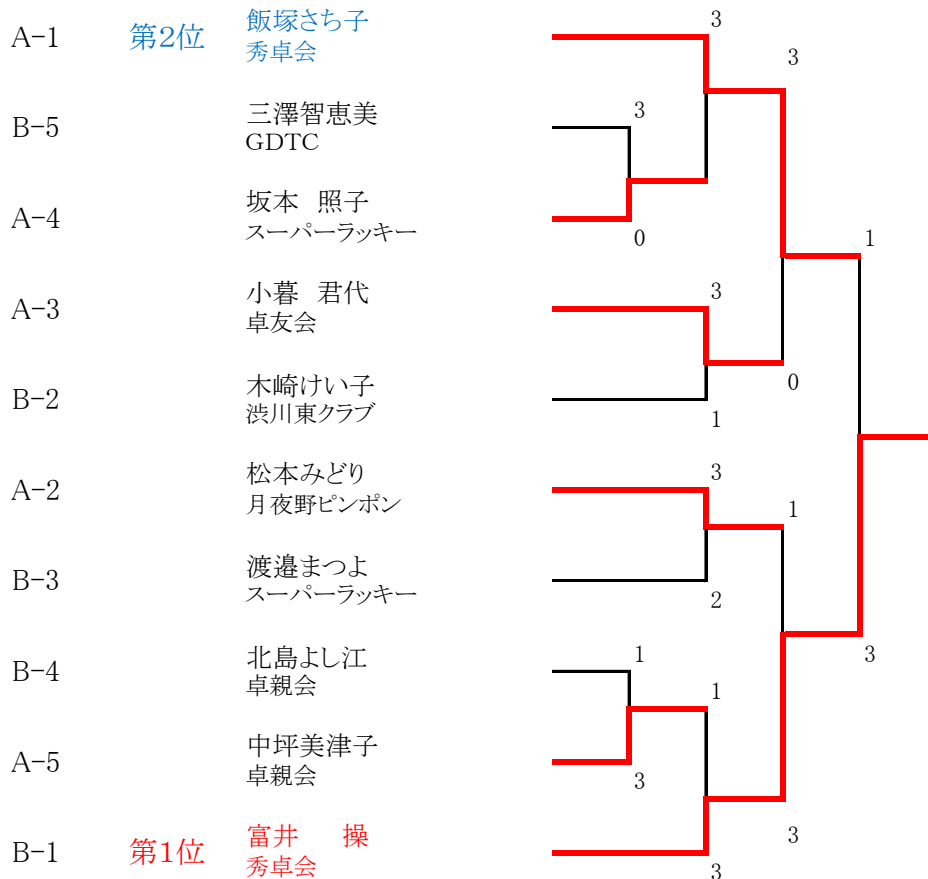 A-1 第2位 飯塚さち子
秀卓会
B-5 三澤智恵美
GDTC
A-4 坂本 照子
スーパーラッキー
A-3 小暮 君代
卓友会
B-2 木崎けい子
渋川東クラブ
A-2 松本みどり
月夜野ピンポン
B-3 渡邉まつよ
スーパーラッキー
B-4 北島よし江
卓親会
A-5 中坪美津子
卓親会
B-1 第1位 富井 操
秀卓会
3
3
3
0
1
3
0
1
3
1
2
1
1
3
3
3
3